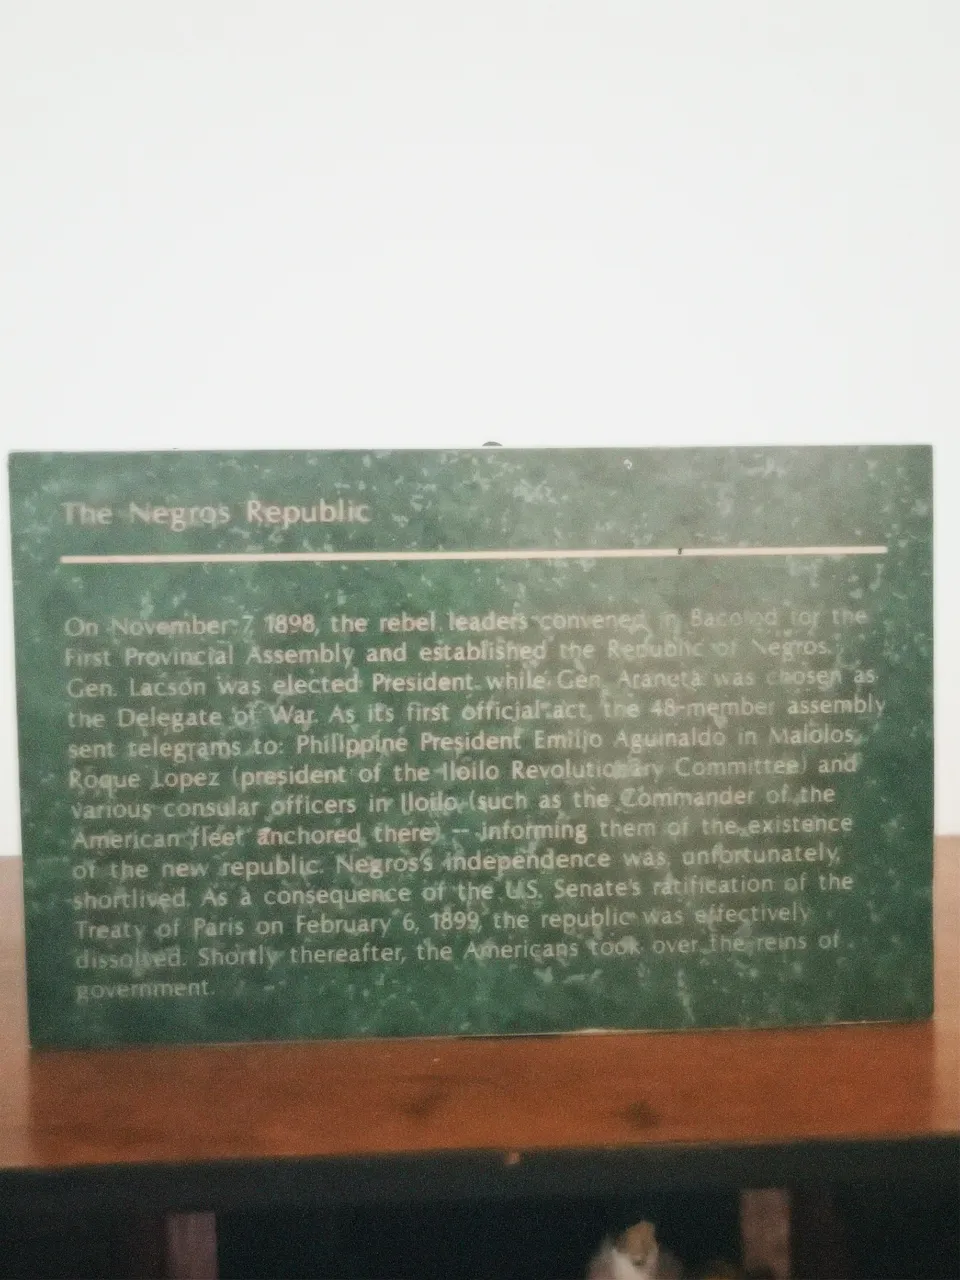 The Negros Republic
On November 7, 1898, the rebel leaders convened in Bacolod for the
First Provincial Assembly and established the Republic of Negros.
Gen. Lacson was elected President while Gen. Araneta was chosen as
the Delegate of War. As its first official act, the 48-member assembly
sent telegrams to: Philippine President Emilio Aguinaldo in Malolos,
Roque Lopez (president of the Iloilo Revolutionary Committee) and
various consular officers in Iloilo (such as the Commander of the
American fleet anchored there) -- informing them of the existence
of the new republic. Negros's independence was, unfortunately,
shortlived. As a consequence of the U.S. Senate's ratification of the
Treaty of Paris on February 6, 1899, the republic was effectively
dissolved. Shortly thereafter, the Americans took over the reins of
government.